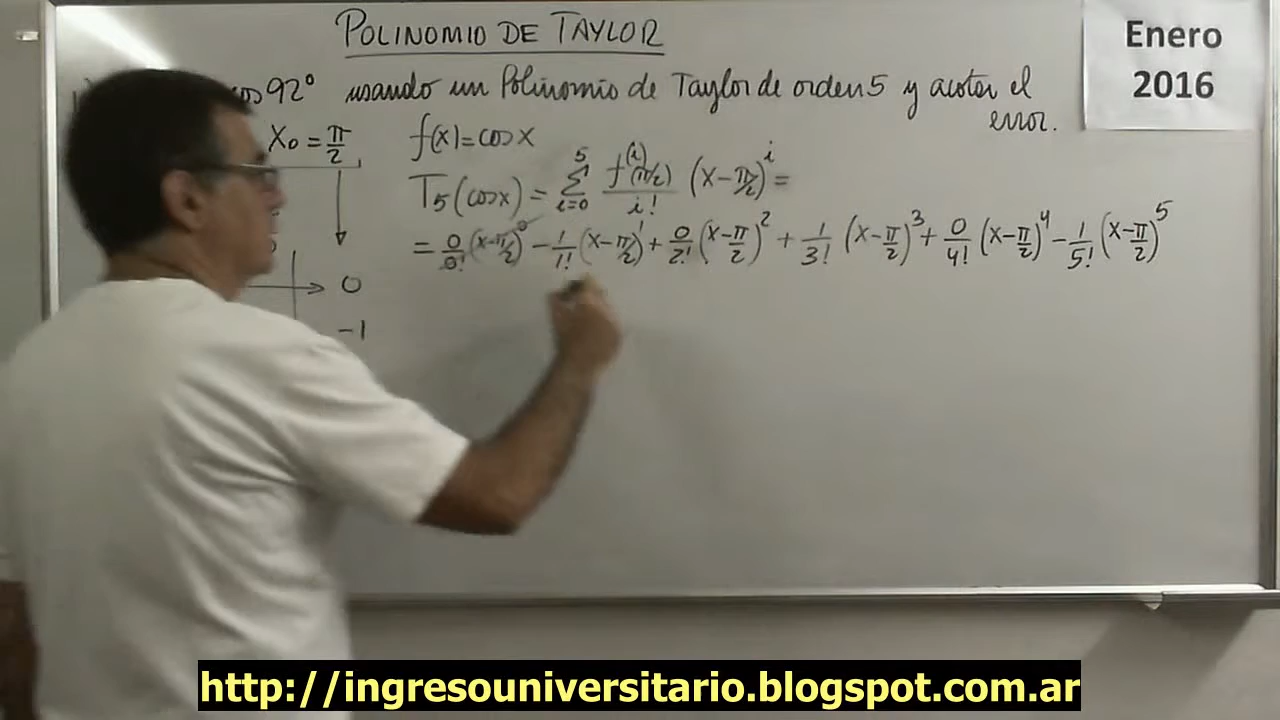 POLINOMIO DE TAYLOR
Enero
2016
cos 92° usando un Polinomio de Taylor de orden 5 y acotar el
error.
X₀ = π/2
f(x) = cos x
T₅(cos x) = Σ_{i=0}^{5} f^{(i)}(π/2)/i! (x-π/2)^i =
= 0/0! (x-π/2)^0 - 1/1! (x-π/2)^1 + 0/2! (x-π/2)^2 + 1/3! (x-π/2)^3 + 0/4! (x-π/2)^4 - 1/5! (x-π/2)^5
0
-1
http://ingresouniversitario.blogspot.com.ar